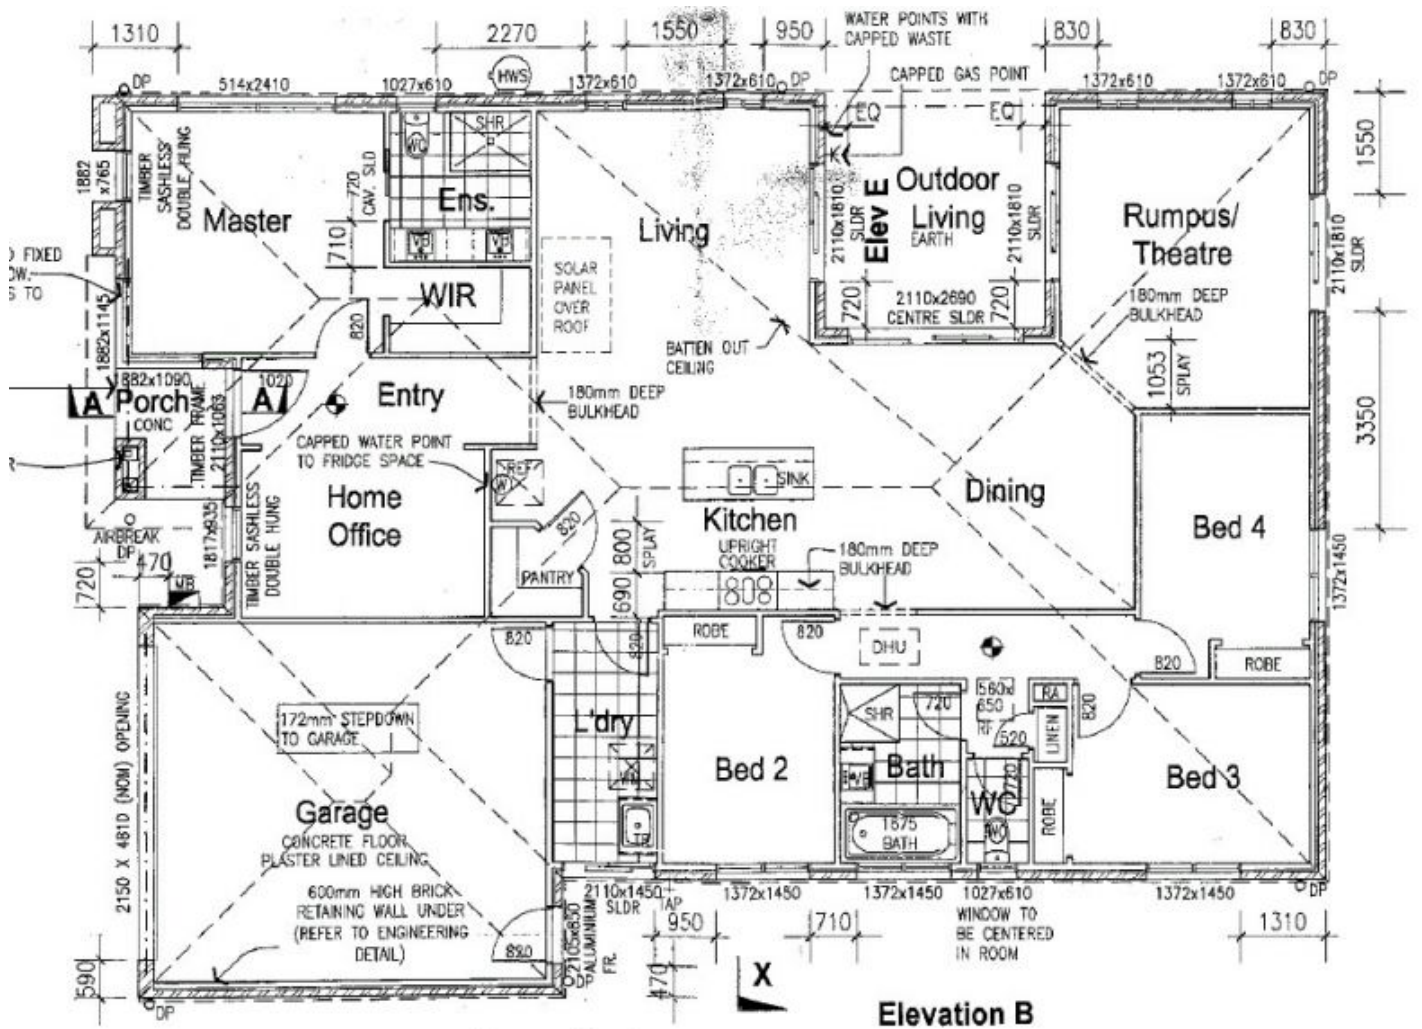 1310
2270
1550
950
WATER POINTS WITH
CAPPED WASTE
830
830
DP
514x2410
1027x610
HWS
1372x610
1372x610
DP
CAPPED GAS POINT
1372x610
1372x610
DP
SHR
WC
EQ
EQ
1882
x765
TIMBER
SASHLESS
DOUBLE HUNG
Master
720
CAV. SLD
Ens.
710
VB
VB
Living
2110x1810
SLDR
Elev E
Outdoor
Living
EARTH
2110x1810
SLDR
Rumpus/
Theatre
1550
2110x1810
SLDR
D FIXED
OW.
S TO
WIR
SOLAR
PANEL
OVER
ROOF
720
2110x2690
CENTRE SLDR
720
180mm DEEP
BULKHEAD
1882x1145
820
BATTEN OUT
CEILING
1053
SPLAY
1882x1090
1020
A
Porch
CONC
A
Entry
180mm DEEP
BULKHEAD
TIMBER FRAME
2110x1063
CAPPED WATER POINT
TO FRIDGE SPACE
3350
R
REF
W
SINK
Home
Office
Dining
Kitchen
UPRIGHT
COOKER
Bed 4
AIRBREAK
DP
1817x935
TIMBER SASHLESS
DOUBLE HUNG
820
800
SPLAY
180mm DEEP
BULKHEAD
1372x1450
470
720
PANTRY
690
820
820
ROBE
820
DHU
820
ROBE
2150 X 4810 (NOM) OPENING
172mm STEPDOWN
TO GARAGE
L'dry
SHR
720
560x
650
RF
RA
820
520
LINEN
Bed 2
Bath
Bed 3
Garage
CONCRETE FLOOR
PLASTER LINED CEILING
TR
1675
BATH
WC
WC
720
ROBE
600mm HIGH BRICK
RETAINING WALL UNDER
(REFER TO ENGINEERING
DETAIL)
820
2110x1450
SLDR
TAP
1372x1450
1372x1450
1027x610
1372x1450
DP
2105x850
ALUMINIUM
FR.
950
710
WINDOW TO
BE CENTERED
IN ROOM
1310
590
DP
DP
470
X
Elevation B